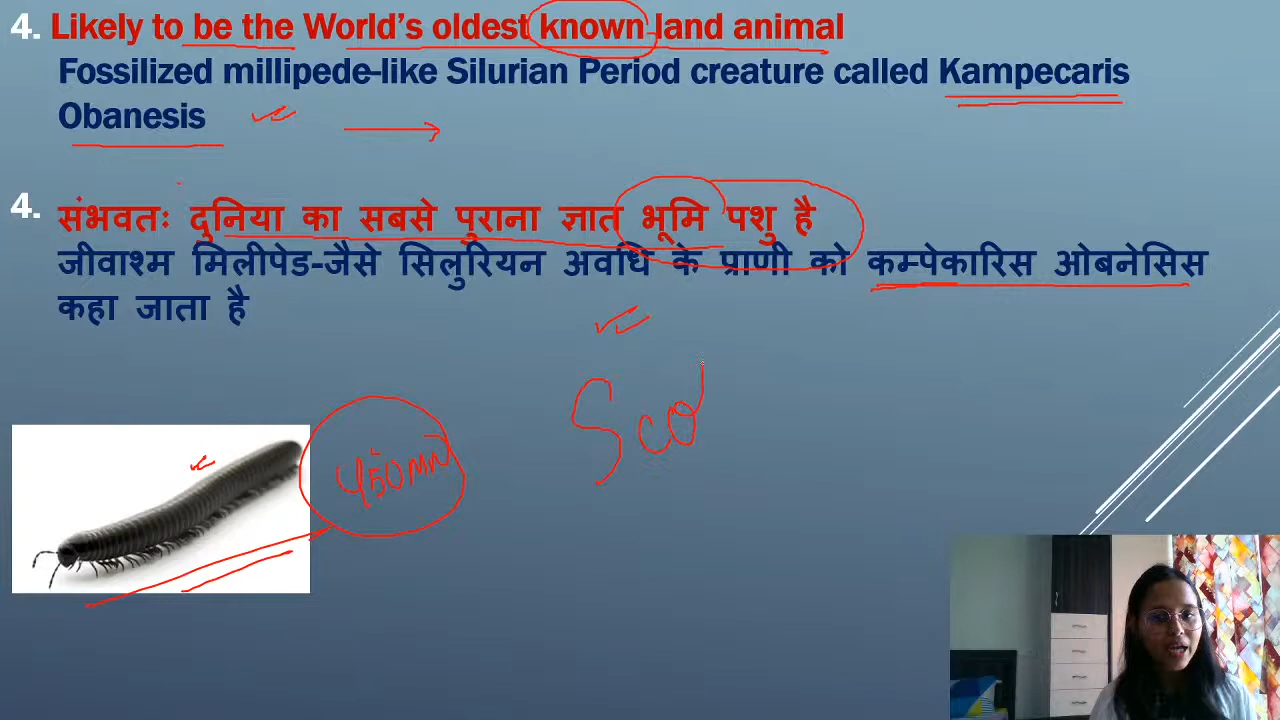 4. Likely to be the World's oldest known land animal
Fossilized millipede-like Silurian Period creature called Kampecaris
Obanesis
4. संभवतः दुनिया का सबसे पुराना ज्ञात भूमि पशु है
जीवाश्म मिलीपेड-जैसे सिलुरियन अवधि के प्राणी को कम्पेकारिस ओबनेसिस
कहा जाता है
Sco
450